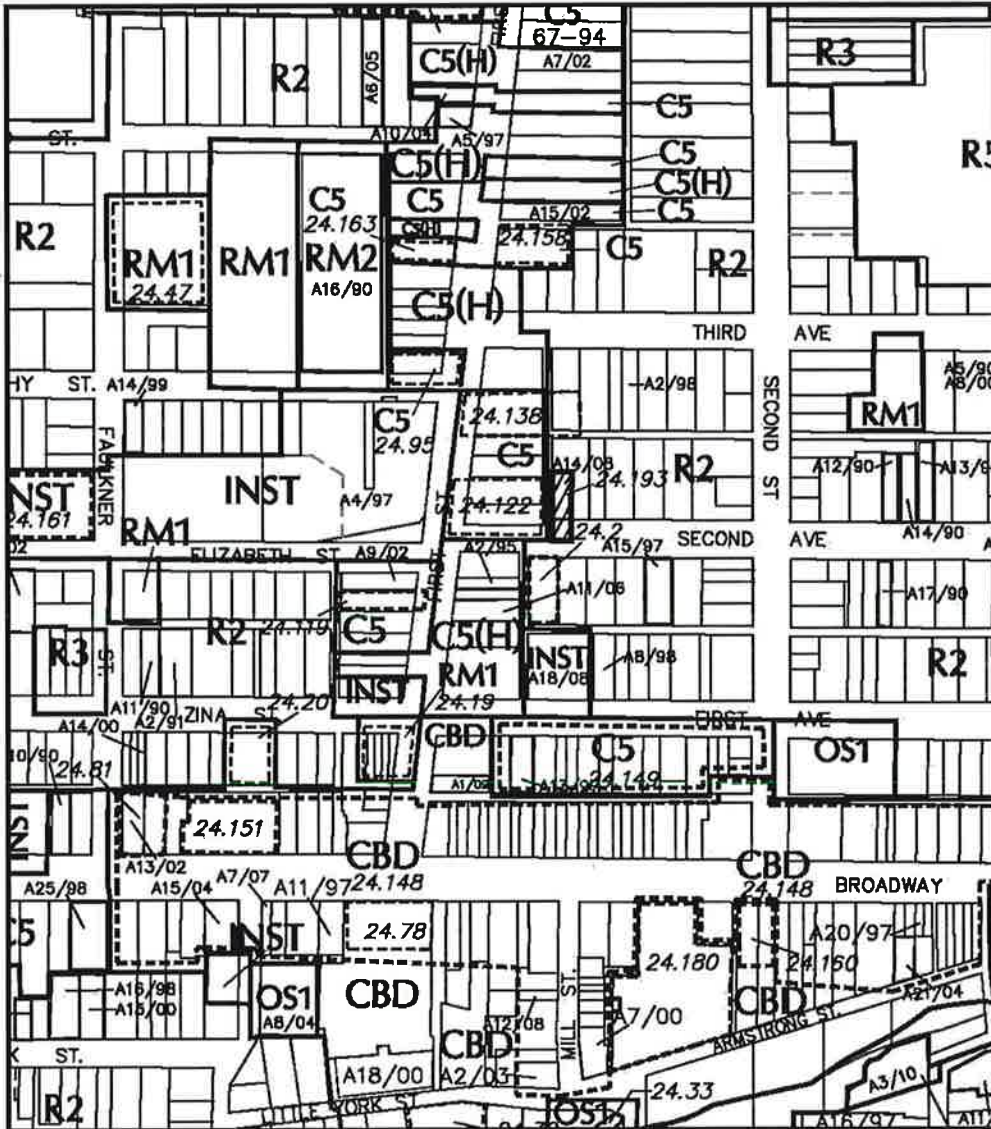 C5
67-94
R2
A6/05
C5(H)
A7/02
R3
C5
ST.
A10/04
A5/97
C5
R5
C5(H)
C5(H)
R2
C5
24.163
C5
A15/02
C5
24.158
C5
R2
RM1
24.47
RM1
RM2
A16/90
C5(H)
THIRD AVE
HY ST.
A14/99
A2/98
SECOND ST
RM1
FAULKNER ST.
C5
24.95
24.138
C5
A14/08
24.193
R2
A12/90
INST
24.161
INST
A4/97
24.122
A14/90
RM1
24.2
ELIZABETH ST
A9/02
FIRST ST
A2/95
A15/97
SECOND AVE
A11/06
A17/90
R2
24.119
C5
C5(H)
R3
RM1
INST
A18/08
A8/98
R2
INST
24.19
A11/90
A2/91
ZINA ST
24.20
FIRST AVE
A14/00
CBD
C5
24.149
OS1
24.81
A1/02
INST
24.151
CBD
24.148
CBD
24.148
BROADWAY
A13/02
A25/98
A15/04
A7/07
A11/97
INST
24.78
A20/97
C5
24.180
24.160
A16/98
A15/00
OS1
A8/04
CBD
CBD
A21/04
MILL ST.
A12/08
A7/00
ARMSTRONG ST.
ST.
CBD
A2/03
A18/00
24.33
A3/10
R2
LITTLE YORK ST
OS1
A16/97